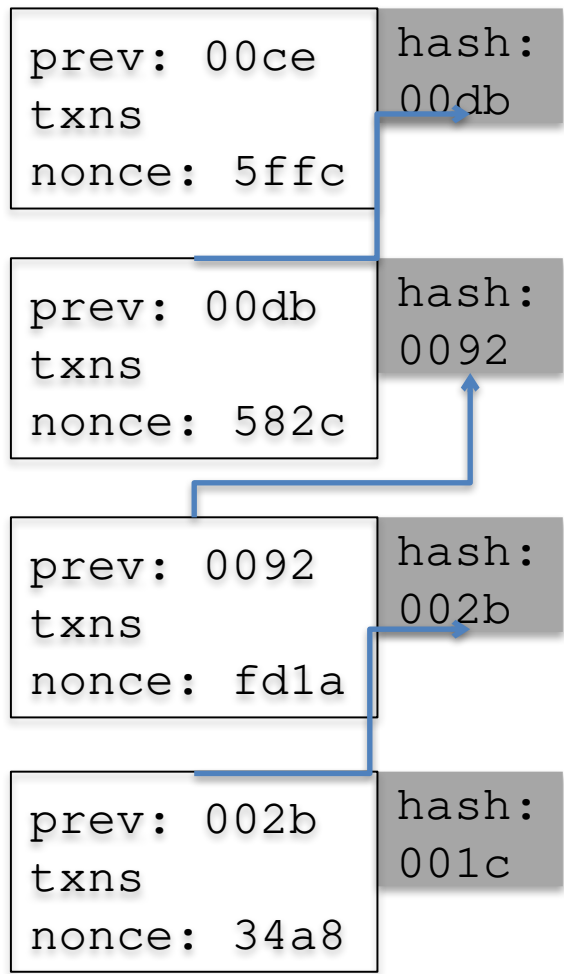 prev: 00ce
txns
nonce: 5ffc
hash:
00db
prev: 00db
txns
nonce: 582c
hash:
0092
prev: 0092
txns
nonce: fd1a
hash:
002b
prev: 002b
txns
nonce: 34a8
hash:
001c